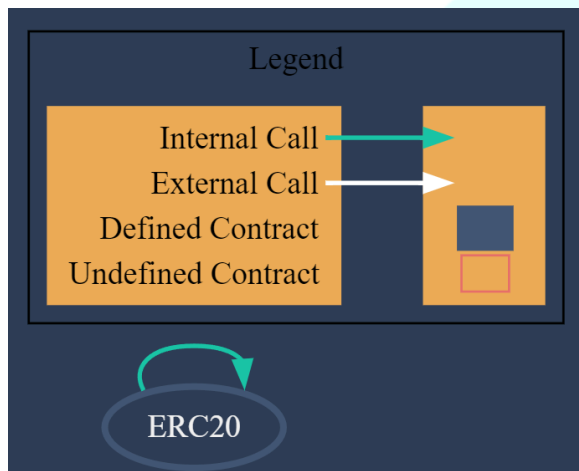 Legend
Internal Call
External Call
Defined Contract
Undefined Contract
ERC20